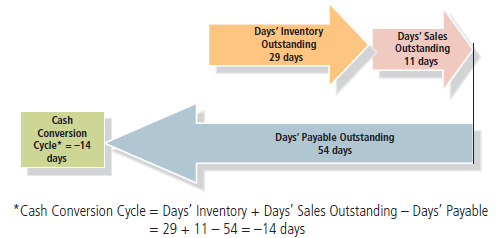 Days' Inventory
Outstanding
29 days
Days' Sales
Outstanding
11 days
Cash
Conversion
Cycle* = –14
days
Days' Payable Outstanding
54 days
*Cash Conversion Cycle = Days' Inventory + Days' Sales Outstanding – Days' Payable
= 29 + 11 – 54 = –14 days